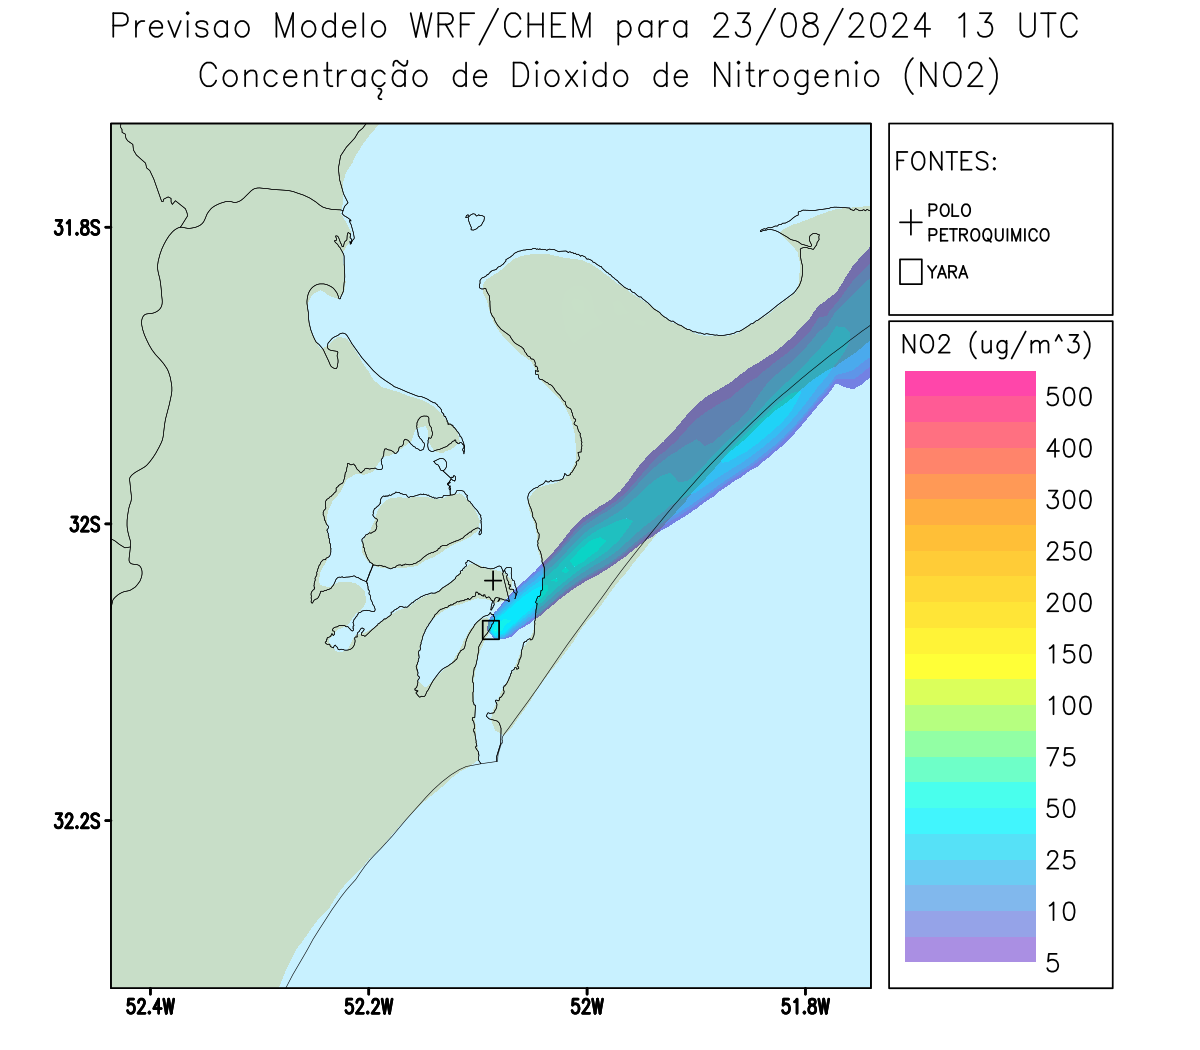 Previsao Modelo WRF/CHEM para 23/08/2024 13 UTC
Concentração de Dioxido de Nitrogenio (NO2)
FONTES:
POLO
PETROQUIMICO
YARA
NO2 (ug/m^3)
500
400
300
250
200
150
100
75
50
25
10
5
31.8S
32S
32.2S
52.4W
52.2W
52W
51.8W